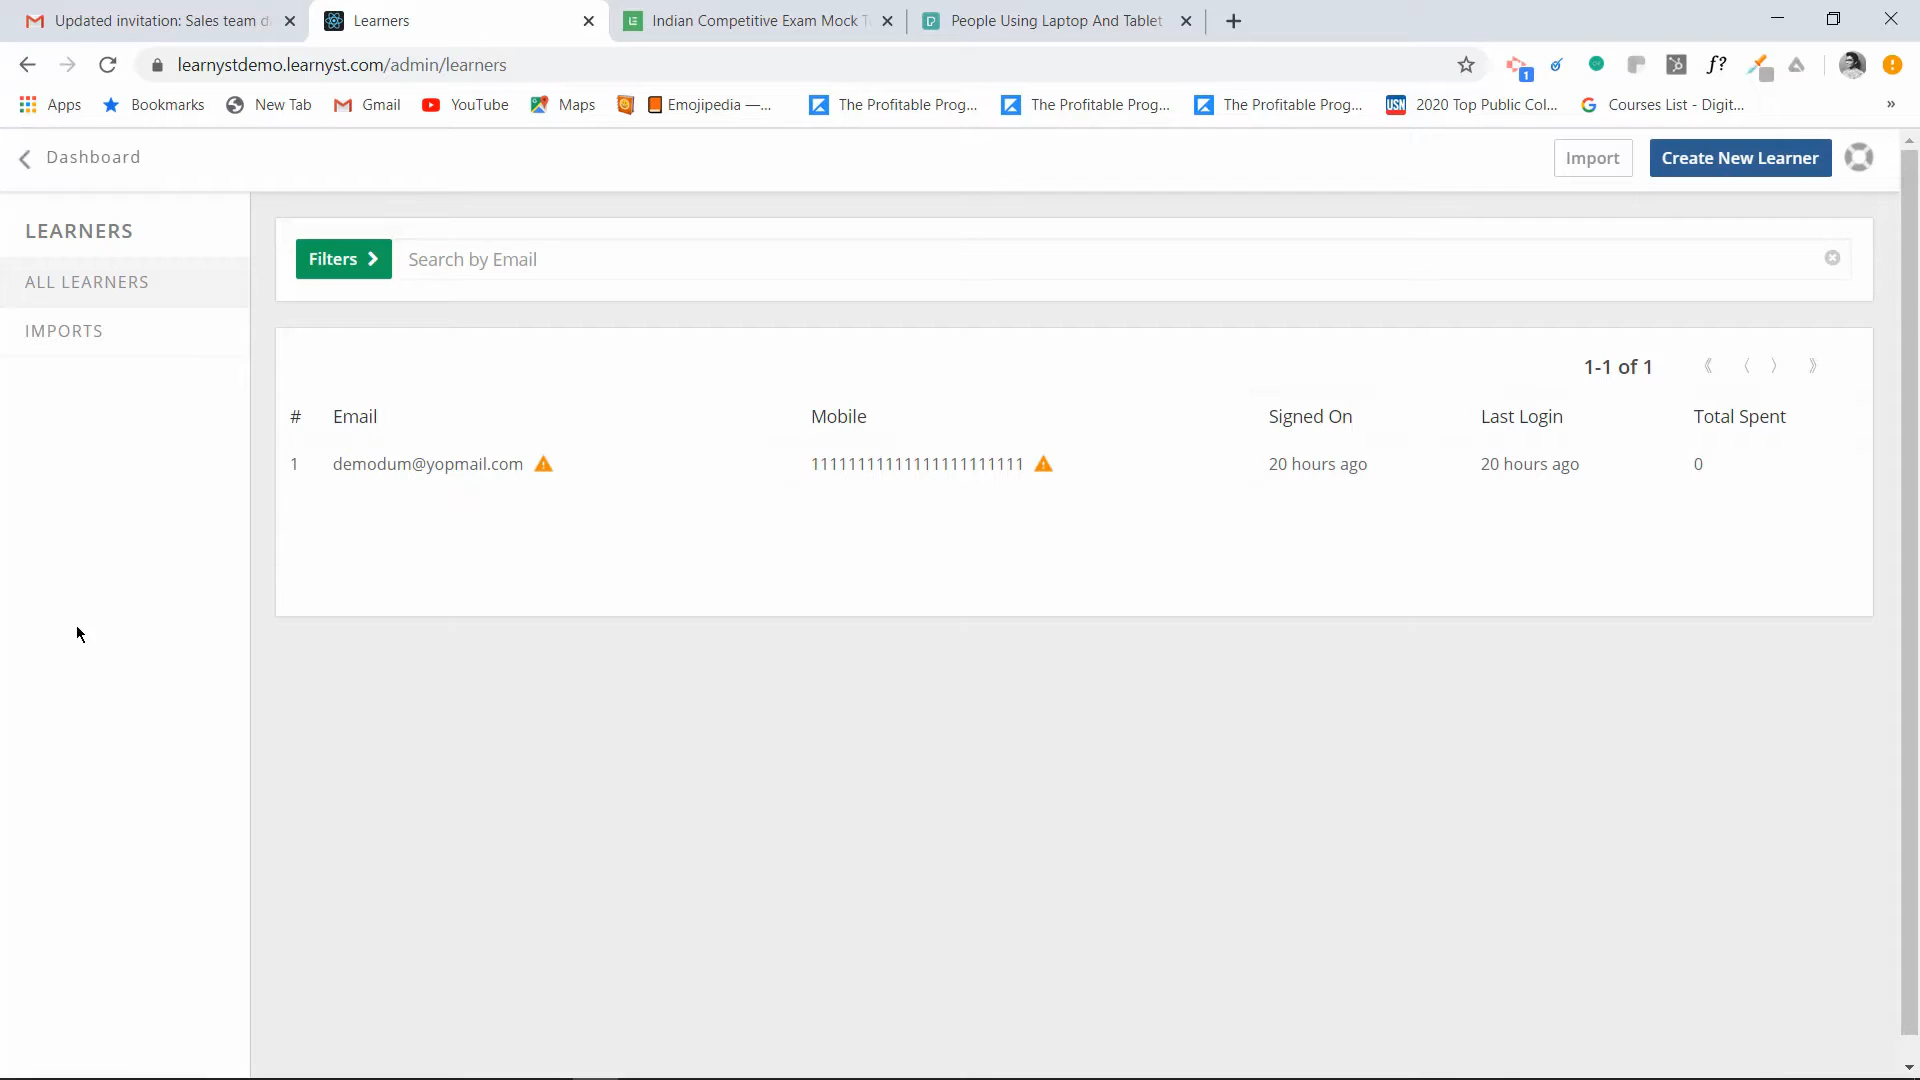 Updated invitation: Sales team d
Learners
Indian Competitive Exam Mock T
People Using Laptop And Tablet
learnystdemo.learnyst.com/admin/learners
1
f?
Apps
Bookmarks
New Tab
Gmail
YouTube
Maps
Emojipedia —...
The Profitable Prog...
The Profitable Prog...
The Profitable Prog...
USN
2020 Top Public Col...
Courses List - Digit...
»
Dashboard
Import
Create New Learner
LEARNERS
ALL LEARNERS
IMPORTS
Filters
Search by Email
1-1 of 1
# Email Mobile Signed On Last Login Total Spent
1 demodum@yopmail.com 20 hours ago 20 hours ago 0